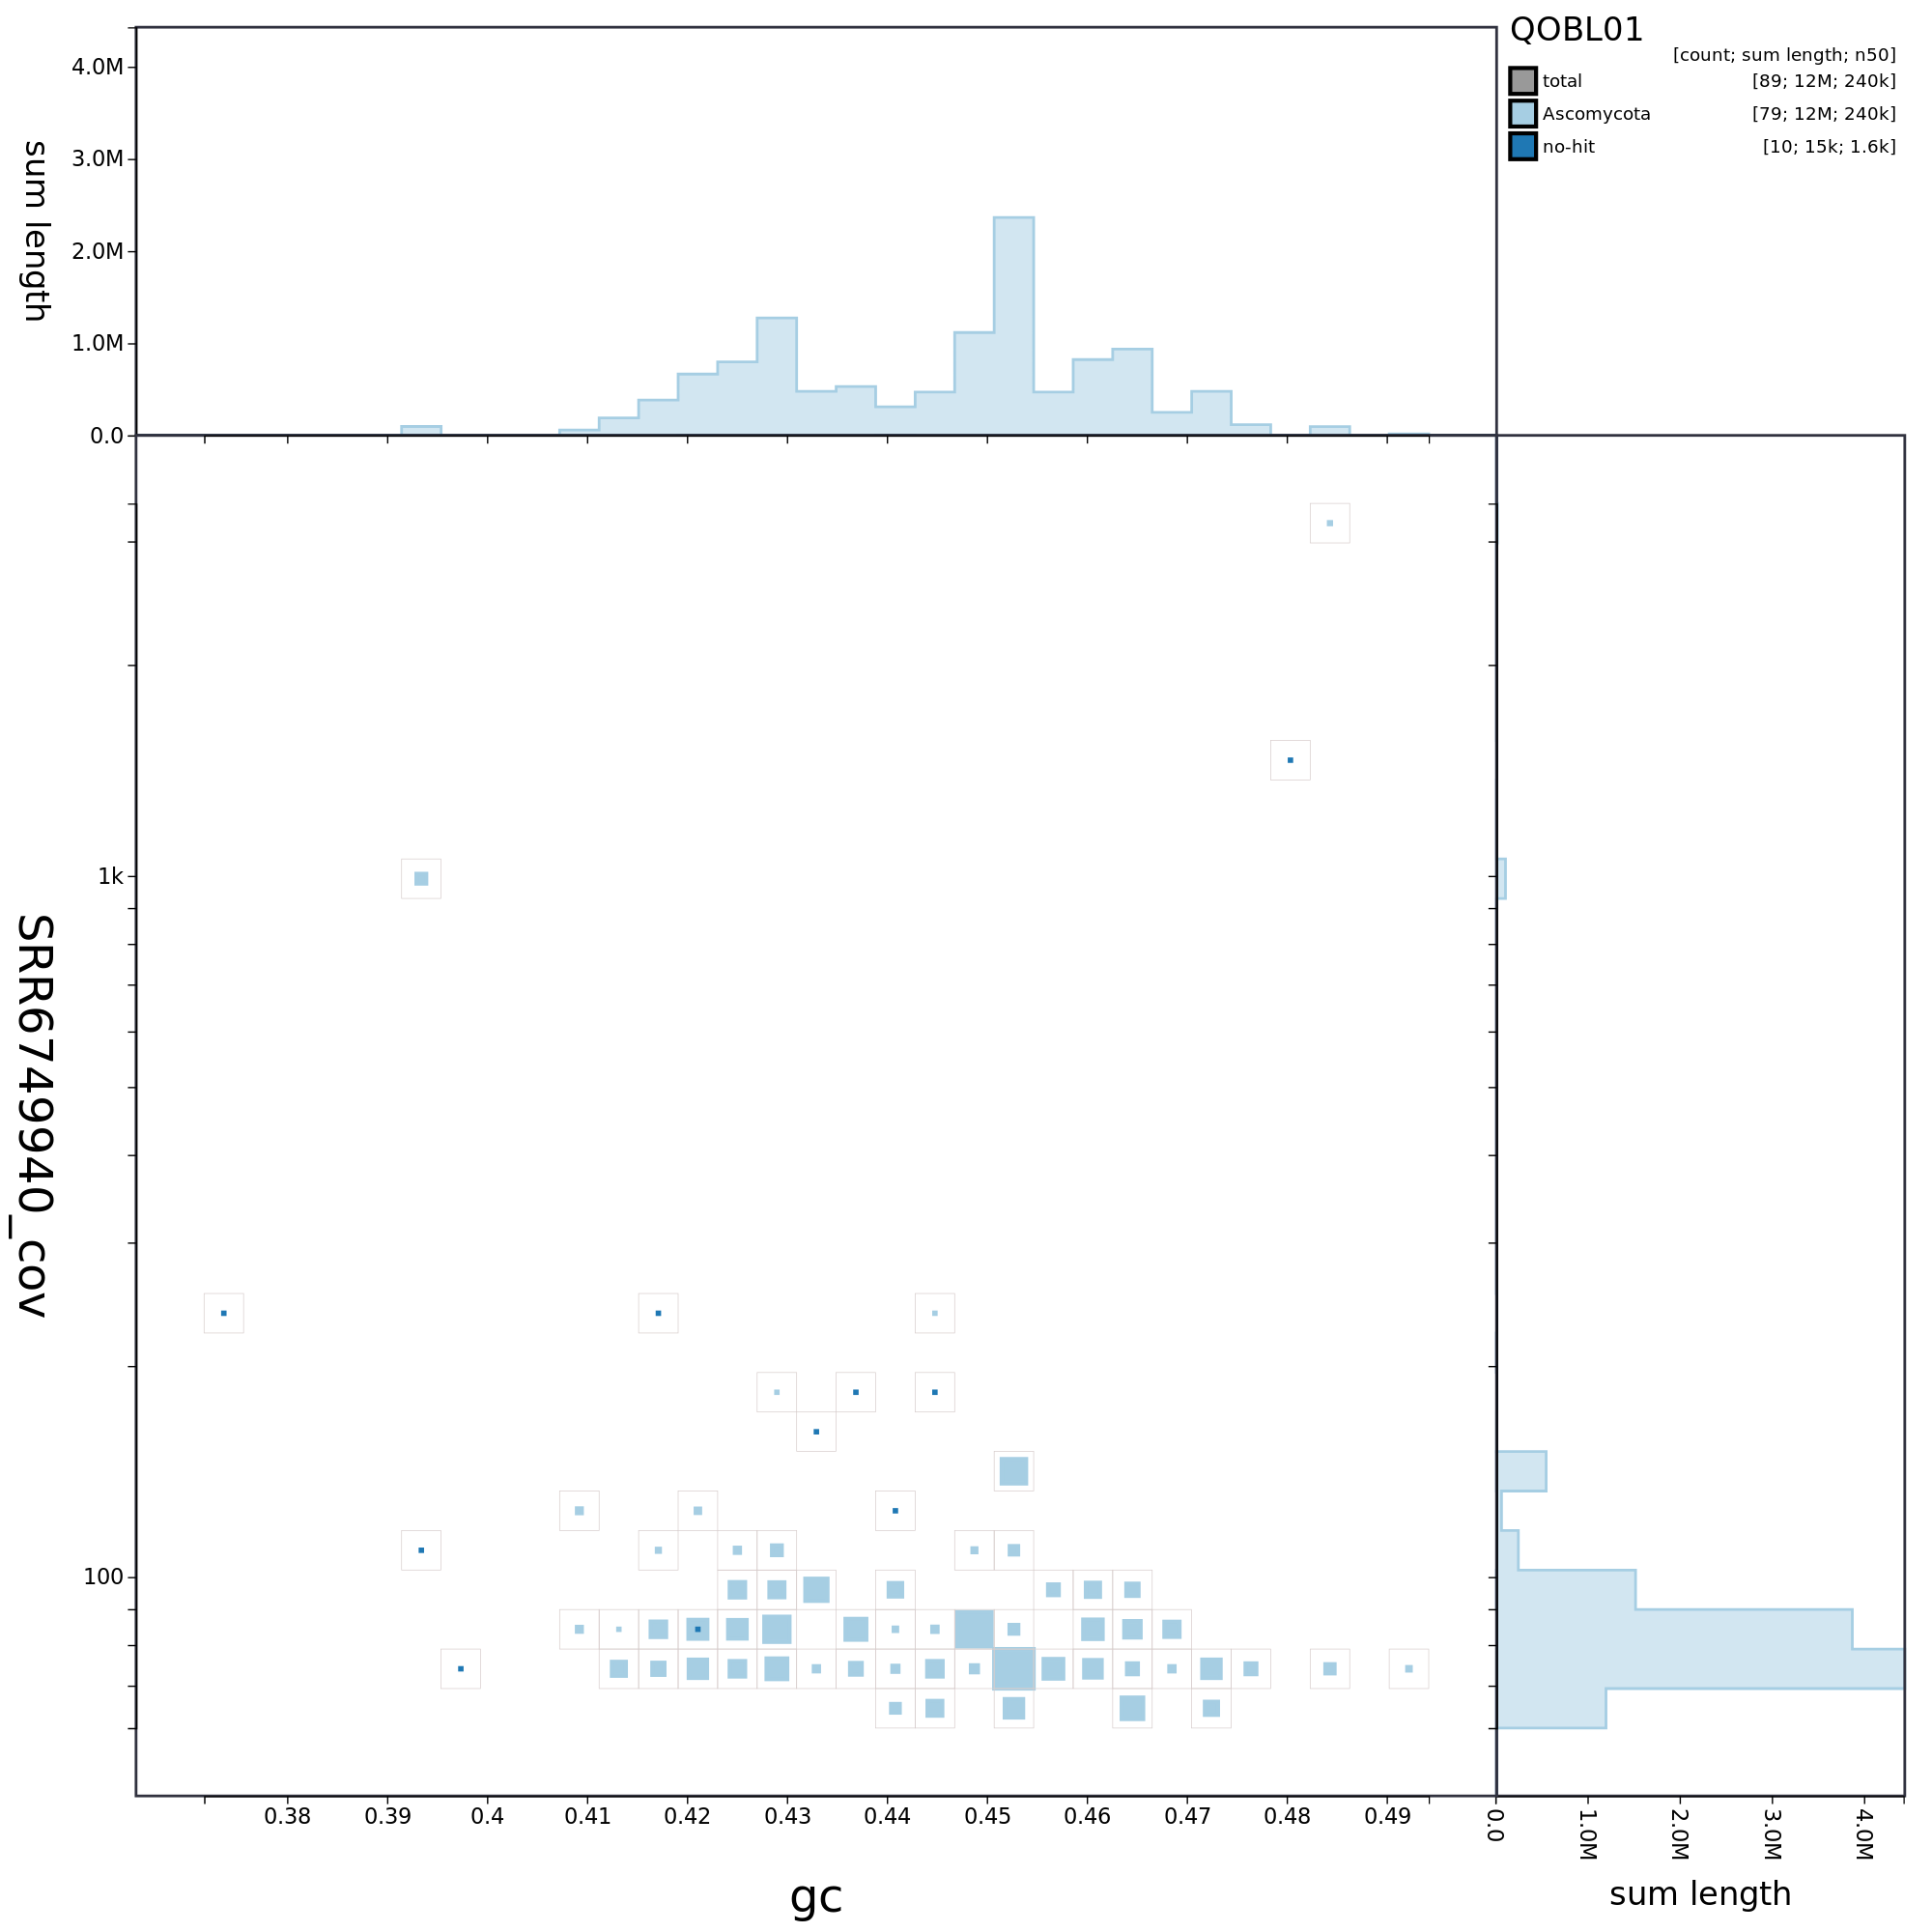 QOBL01
[count; sum length; n50]
total [89; 12M; 240k]
Ascomycota [79; 12M; 240k]
no-hit [10; 15k; 1.6k]
sum length
4.0M
3.0M
2.0M
1.0M
0.0
SRR6749940_cov
1k
100
0.38 0.39 0.4 0.41 0.42 0.43 0.44 0.45 0.46 0.47 0.48 0.49
gc
0.0 1.0M 2.0M 3.0M 4.0M
sum length